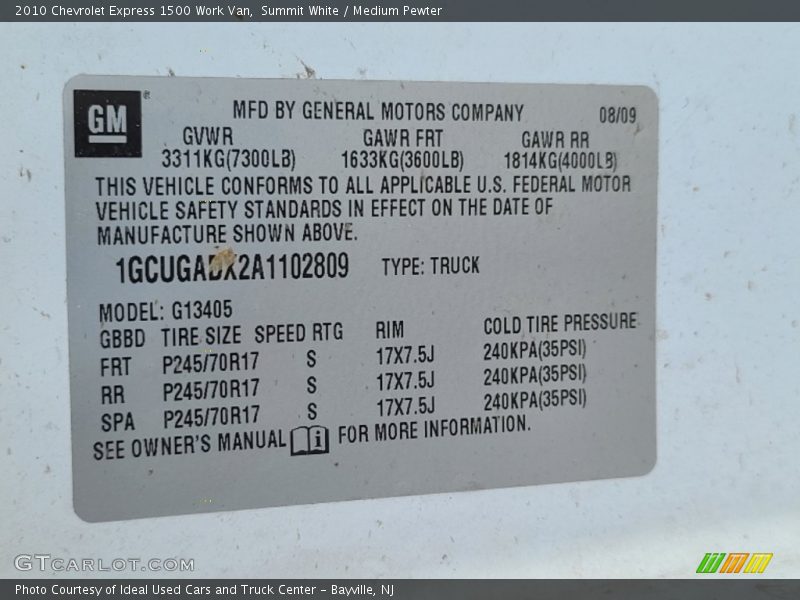 2010 Chevrolet Express 1500 Work Van,  Summit White / Medium Pewter
GM ®
MFD BY GENERAL MOTORS COMPANY 08/09
GVWR GAWR FRT GAWR RR
3311KG(7300LB) 1633KG(3600LB) 1814KG(4000LB)
THIS VEHICLE CONFORMS TO ALL APPLICABLE U.S. FEDERAL MOTOR
VEHICLE SAFETY STANDARDS IN EFFECT ON THE DATE OF
MANUFACTURE SHOWN ABOVE.
1GCUGADX2A1102809 TYPE: TRUCK
MODEL: G13405
GBBD TIRE SIZE SPEED RTG RIM COLD TIRE PRESSURE
FRT P245/70R17 S 17X7.5J 240KPA(35PSI)
RR P245/70R17 S 17X7.5J 240KPA(35PSI)
SPA P245/70R17 S 17X7.5J 240KPA(35PSI)
SEE OWNER'S MANUAL i FOR MORE INFORMATION.
GTCARLOT.COM
Photo Courtesy of Ideal Used Cars and Truck Center - Bayville, NJ